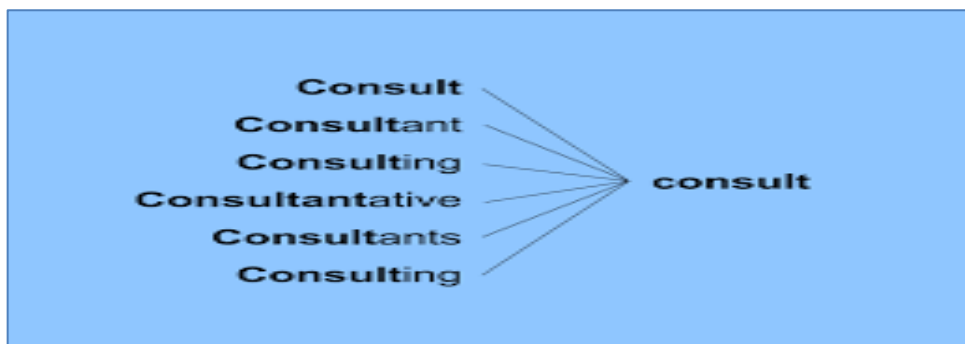 Consult
Consultant
Consulting
Consultantative
Consultants
Consulting
consult